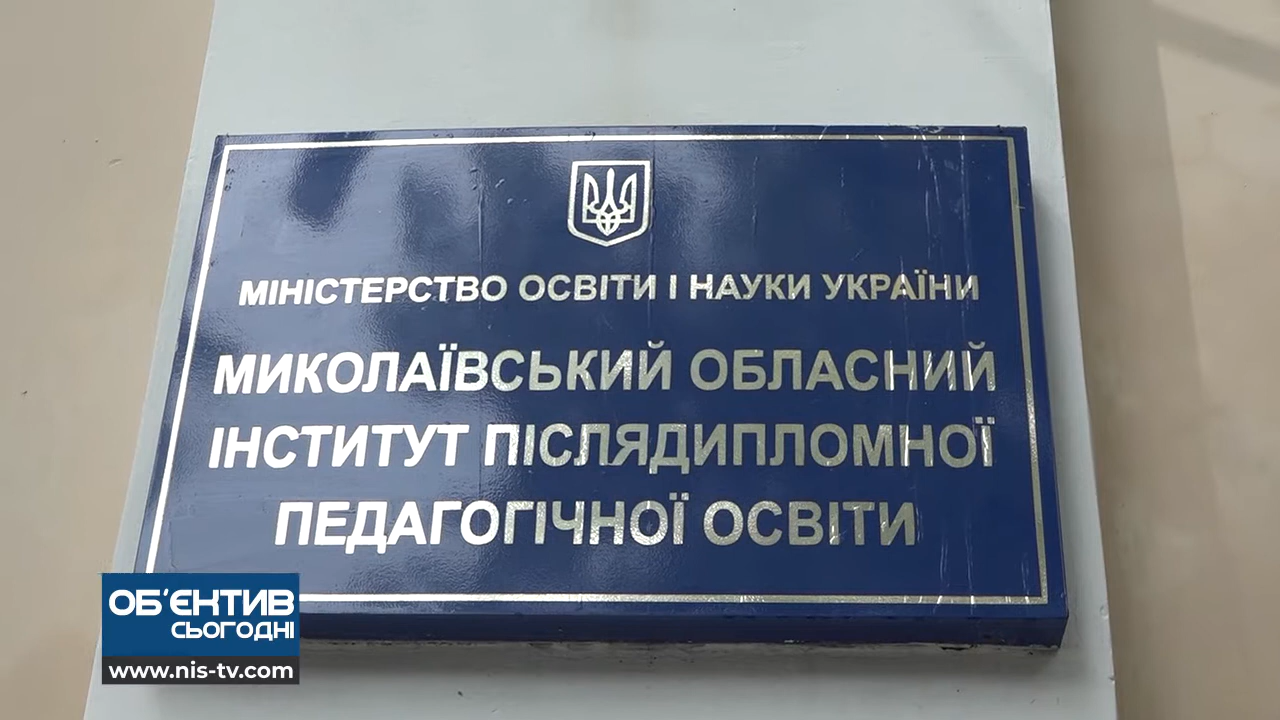 МІНІСТЕРСТВО ОСВІТИ І НАУКИ УКРАЇНИ
МИКОЛАЇВСЬКИЙ ОБЛАСНИЙ
ІНСТИТУТ ПІСЛЯДИПЛОМНОЇ
ПЕДАГОГІЧНОЇ ОСВІТИ
ОБ'ЄКТИВ
СЬОГОДНІ
www.nis-tv.com